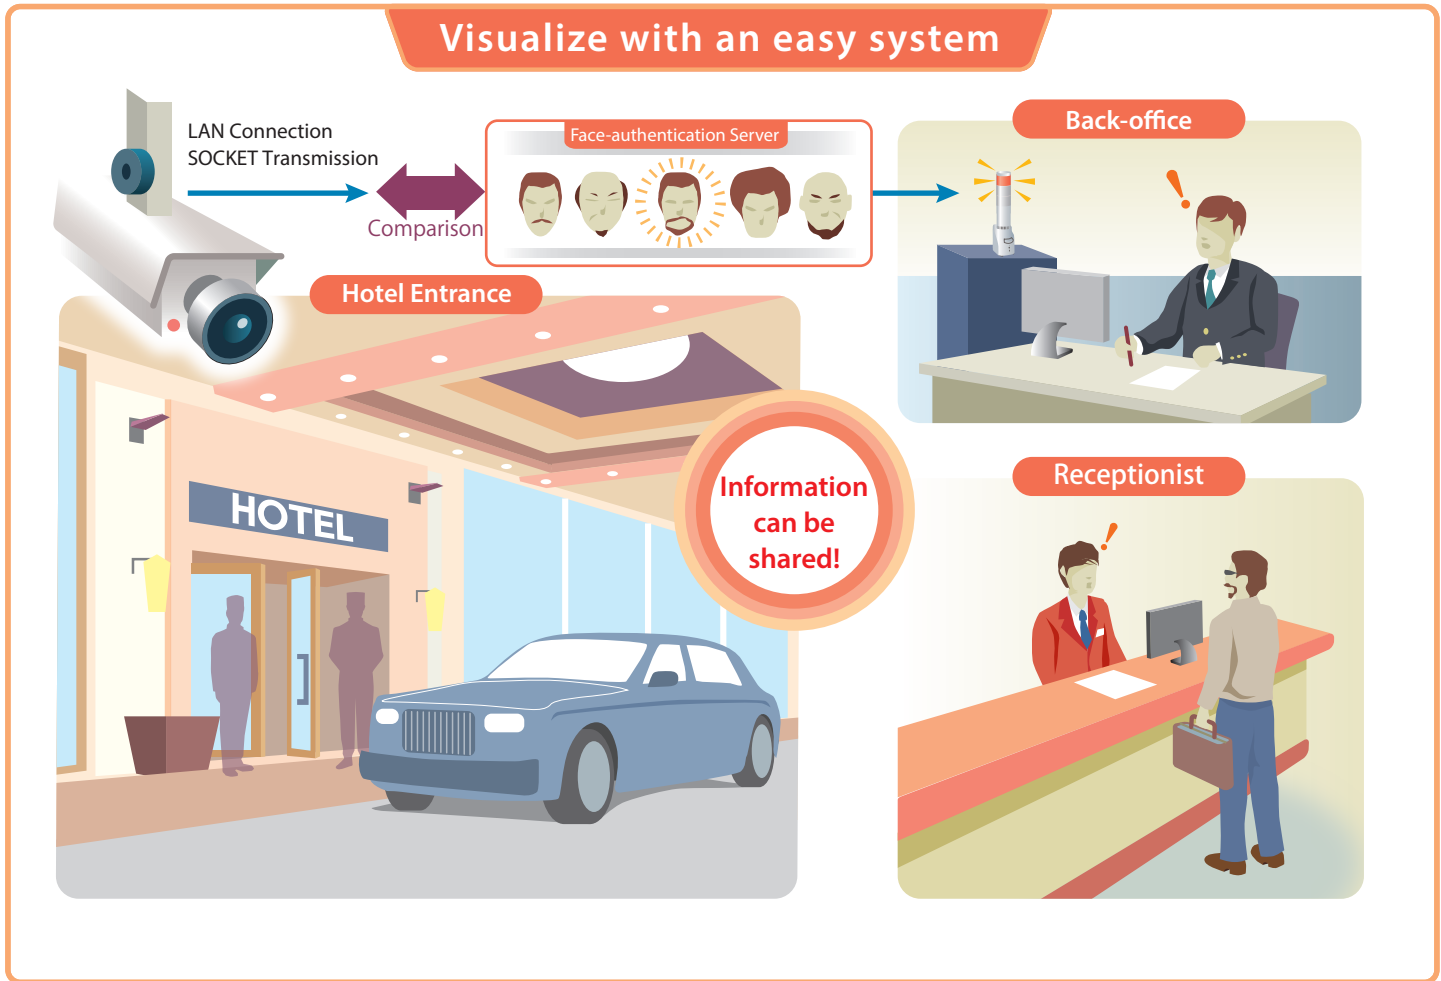 Visualize with an easy system
LAN Connection
SOCKET Transmission
Comparison
Face-authentication Server
Back-office
Hotel Entrance
HOTEL
Information
can be
shared!
Receptionist